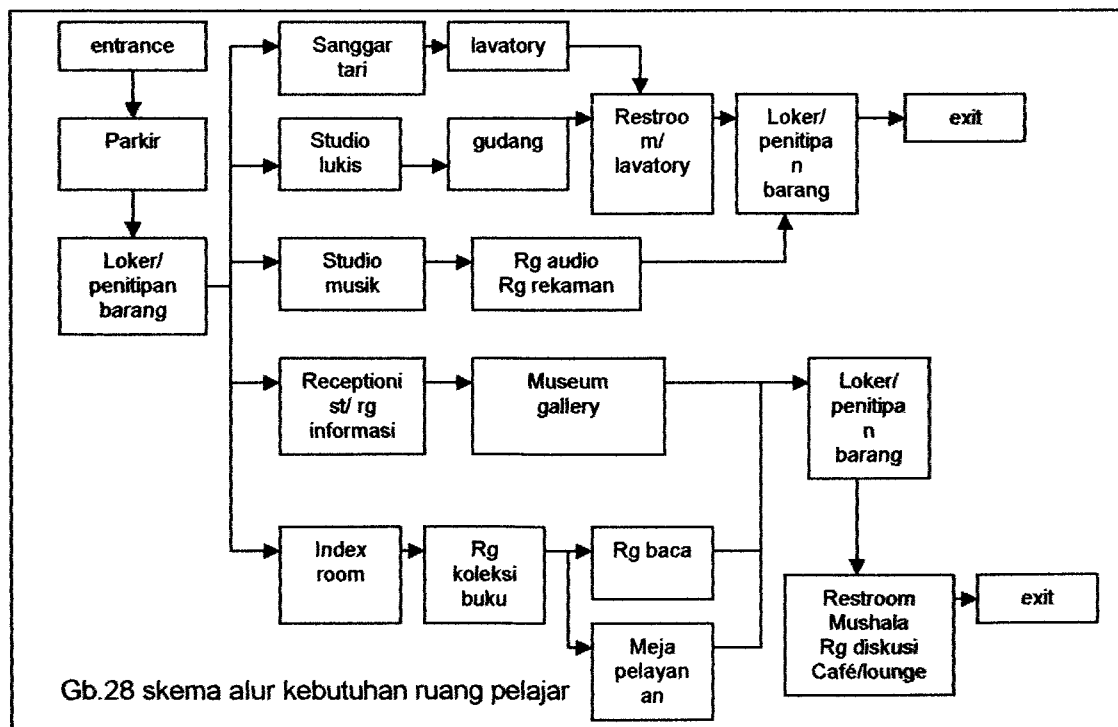 entrance
Parkir
Loker/
penitipan
barang
Sanggar
tari
lavatory
Studio
lukis
gudang
Restroo
m/
lavatory
Loker/
penitipa
n
barang
exit
Studio
musik
Rg audio
Rg rekaman
Receptioni
st/ rg
informasi
Museum
gallery
Loker/
penitipa
n
barang
Index
room
Rg
koleksi
buku
Rg baca
Meja
pelayan
an
Restroom
Mushala
Rg diskusi
Café/lounge
exit
Gb.28 skema alur kebutuhan ruang pelajar